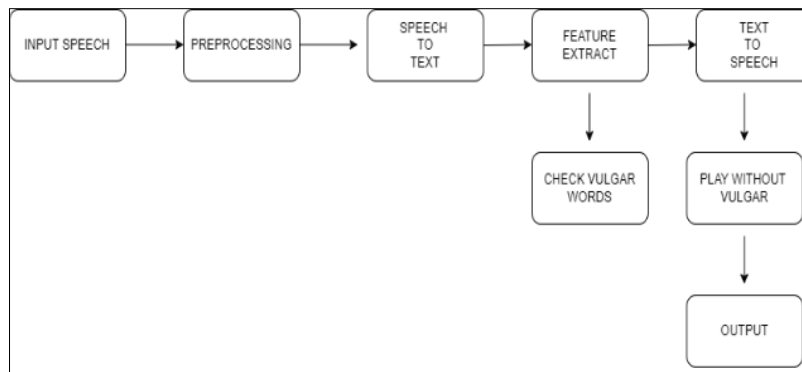 INPUT SPEECH
PREPROCESSING
SPEECH
TO
TEXT
FEATURE
EXTRACT
TEXT
TO
SPEECH
CHECK VULGAR
WORDS
PLAY WITHOUT
VULGAR
OUTPUT